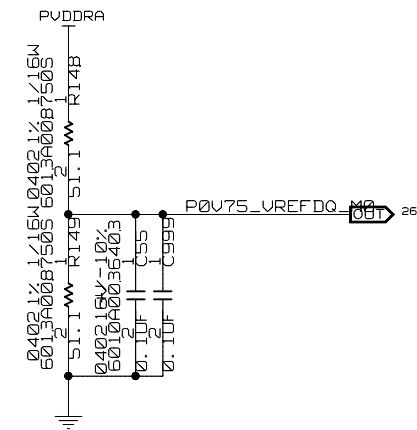 PVDDRA
0402 1% 1/16W
6013A0087505
1
R148
2
51.1
P0V75_VREFDQ_M0
OUT
26
0402 1% 1/16W
6013A0087505
1
R149
2
51.1
0402 16V
+/-10%
6010A0036403
1
C55
2
0.1UF
1
C999
2
0.1UF